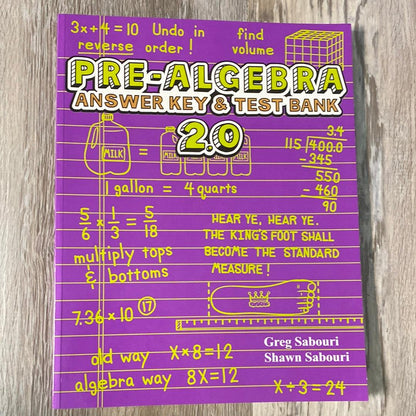 3x+4=10 Undo in
reverse order!
find
volume
PRE-ALGEBRA
ANSWER KEY & TEST BANK
2.0
MILK
=
MILK
1 gallon = 4 quarts
3.4
115 400.0
-345
550
-460
90
5/6 x 1/3 = 5/18
multiply tops
& bottoms
HEAR YE, HEAR YE.
THE KING'S FOOT SHALL
BECOME THE STANDARD
MEASURE!
7.36 x 10 17
Greg Sabouri
Shawn Sabouri
old way X x 8 = 12
algebra way 8X = 12
X ÷ 3 = 24